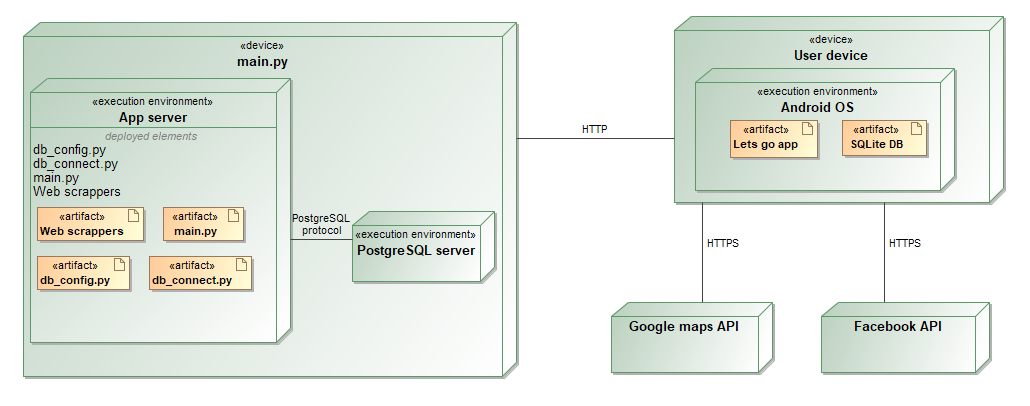 «device»
main.py
«execution environment»
App server
deployed elements
db_config.py
db_connect.py
main.py
Web scrappers
«artifact»
Web scrappers
«artifact»
main.py
«artifact»
db_config.py
«artifact»
db_connect.py
PostgreSQL
protocol
«execution environment»
PostgreSQL server
HTTP
«device»
User device
«execution environment»
Android OS
«artifact»
Lets go app
«artifact»
SQLite DB
HTTPS
HTTPS
Google maps API
Facebook API